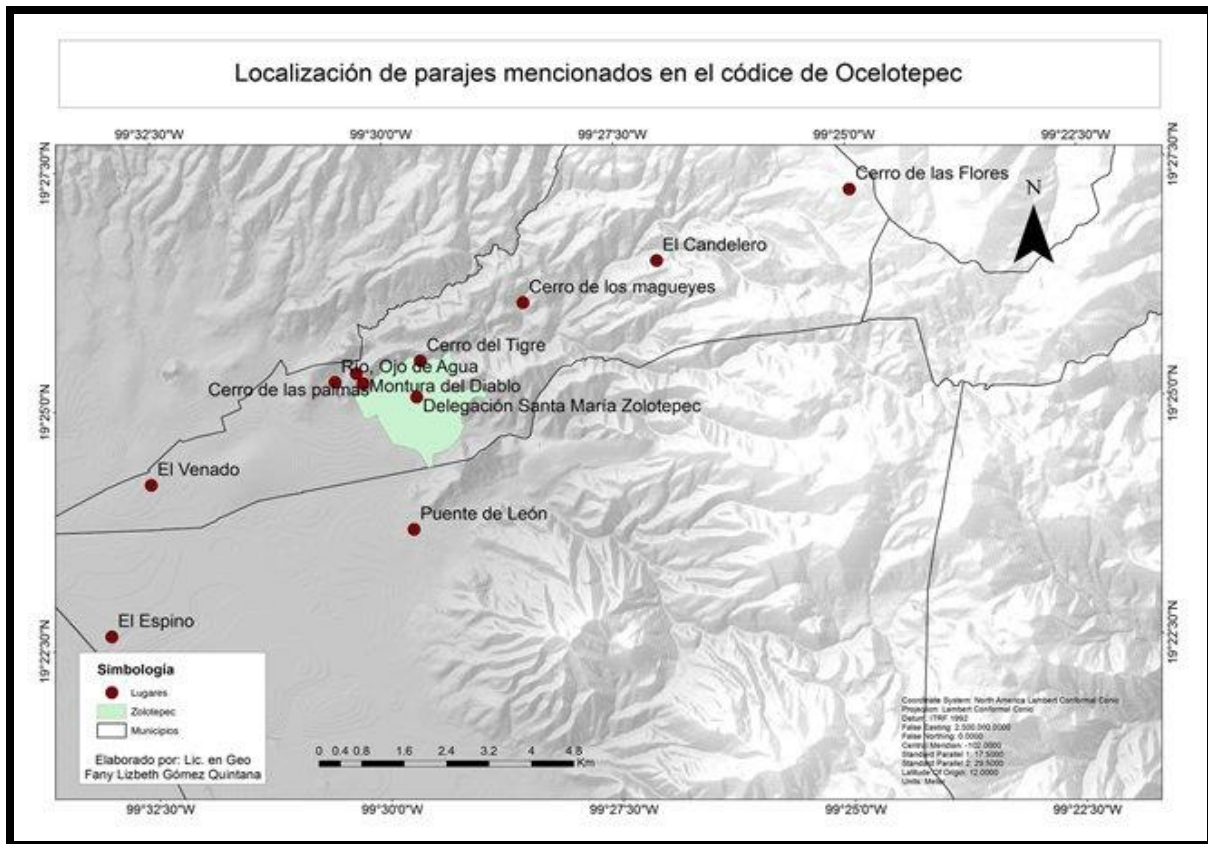 Localización de parajes mencionados en el códice de Ocelotepec
99°32'30"W 99°30'0"W 99°27'30"W 99°25'0"W 99°22'30"W
19°27'30"N
19°27'30"N
Cerro de las Flores
N
El Candelero
Cerro de los magueyes
Cerro del Tigre
Río, Ojo de Agua
Cerro de las palmas
Montura del Diablo
Delegación Santa María Zolotepec
19°25'0"N
19°25'0"N
El Venado
Puente de León
El Espino
19°22'30"N
19°22'30"N
Simbología
Lugares
Zolotepec
Municipios
Elaborado por: Lic. en Geo
Fany Lizbeth Gómez Quintana
0 0.4 0.8 1.6 2.4 3.2 4 4.8
Km
Coordinate System: North America Lambert Conformal Conic
Projection: Lambert Conformal Conic
Datum: ITRF 1992
False Easting: 2,500,000.0000
False Northing: 0.0000
Central Meridian: -102.0000
Standard Parallel 1: 17.5000
Standard Parallel 2: 29.5000
Latitude Of Origin: 12.0000
Units: Meter
99°32'30"W 99°30'0"W 99°27'30"W 99°25'0"W 99°22'30"W